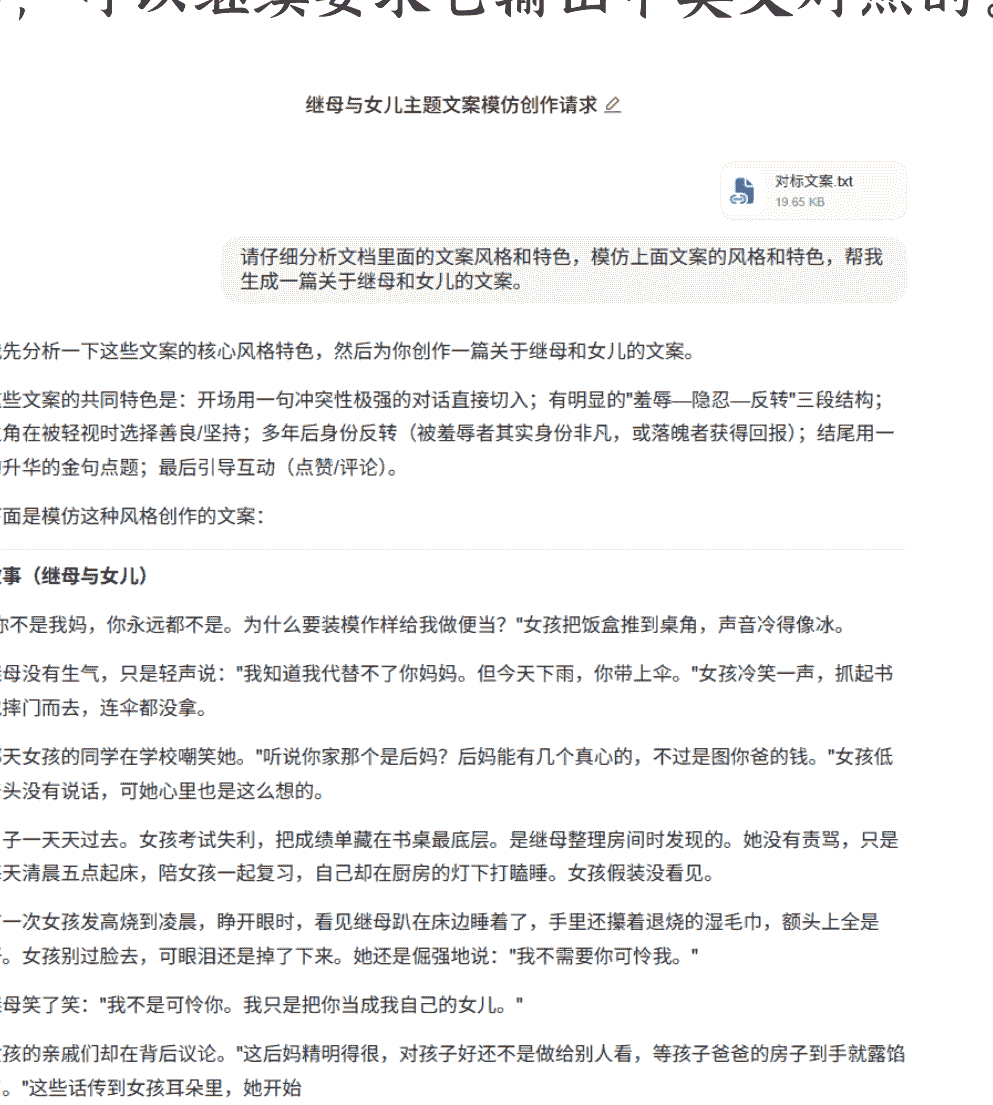 可以继续要求它输出中英文对照的。
继母与女儿主题文案模仿创作请求
对标文案.txt
19.65 KB
请仔细分析文档里面的文案风格和特色，模仿上面文案的风格和特色，帮我
生成一篇关于继母和女儿的文案。
先分析一下这些文案的核心风格特色，然后为你创作一篇关于继母和女儿的文案。
些文案的共同特色是：开场用一句冲突性极强的对话直接切入；有明显的"羞辱—隐忍—反转"三段结构；
角在被轻视时选择善良/坚持；多年后身份反转（被羞辱者其实身份非凡，或落魄者获得回报）；结尾用一
升华的金句点题；最后引导互动（点赞/评论）。
面是模仿这种风格创作的文案：
事（继母与女儿）
你不是我妈，你永远都不是。为什么要装模作样给我做便当？"女孩把饭盒推到桌角，声音冷得像冰。
母没有生气，只是轻声说："我知道我代替不了你妈妈。但今天下雨，你带上伞。"女孩冷笑一声，抓起书
摔门而去，连伞都没拿。
天女孩的同学在学校嘲笑她。"听说你家那个是后妈？后妈能有几个真心的，不过是图你爸的钱。"女孩低
头没有说话，可她心里也是这么想的。
子一天天过去。女孩考试失利，把成绩单藏在书桌最底层。是继母整理房间时发现的。她没有责骂，只是
天清晨五点起床，陪女孩一起复习，自己却在厨房的灯下打瞌睡。女孩假装没看见。
一次女孩发高烧到凌晨，睁开眼时，看见继母趴在床边睡着了，手里还攥着退烧的湿毛巾，额头上全是
。女孩别过脸去，可眼泪还是掉了下来。她还是倔强地说："我不需要你可怜我。"
母笑了笑："我不是可怜你。我只是把你当成我自己的女儿。"
孩的亲戚们却在背后议论。"这后妈精明得很，对孩子好还不是做给别人看，等孩子爸爸的房子到手就露馅
。"这些话传到女孩耳朵里，她开始